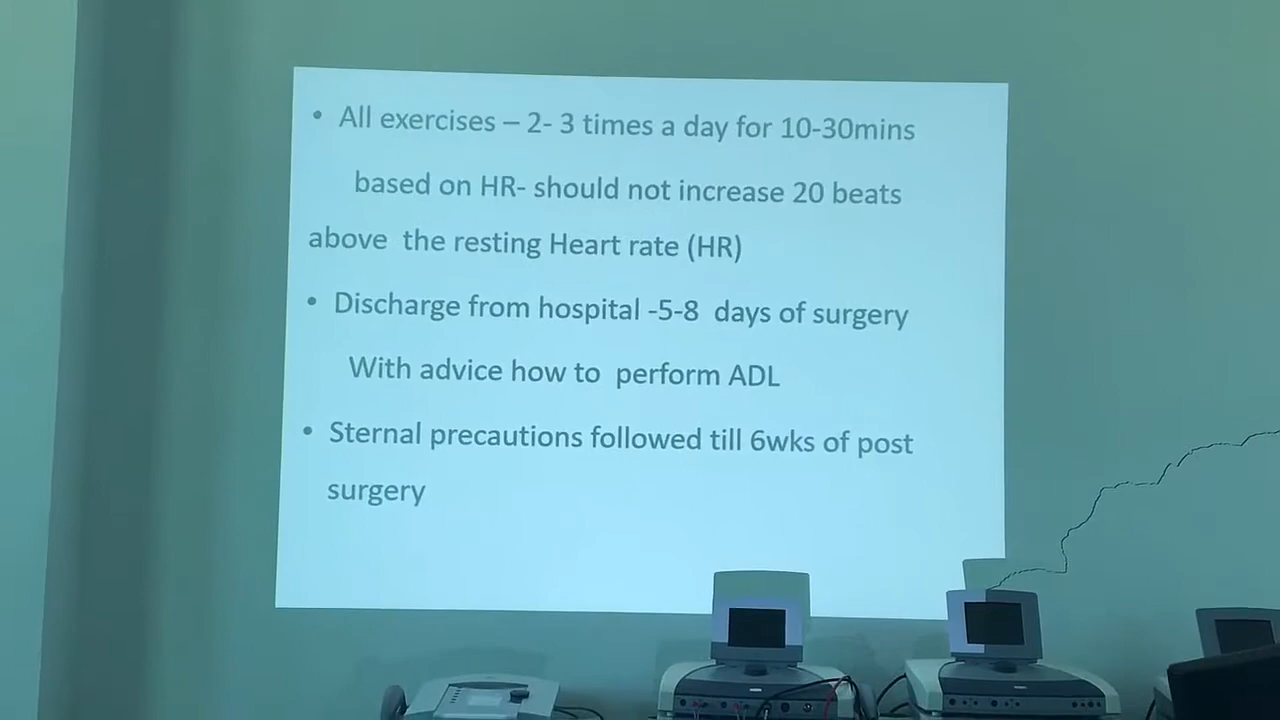 • All exercises – 2- 3 times a day for 10-30mins
based on HR- should not increase 20 beats
above the resting Heart rate (HR)
• Discharge from hospital -5-8 days of surgery
With advice how to perform ADL
• Sternal precautions followed till 6wks of post
surgery